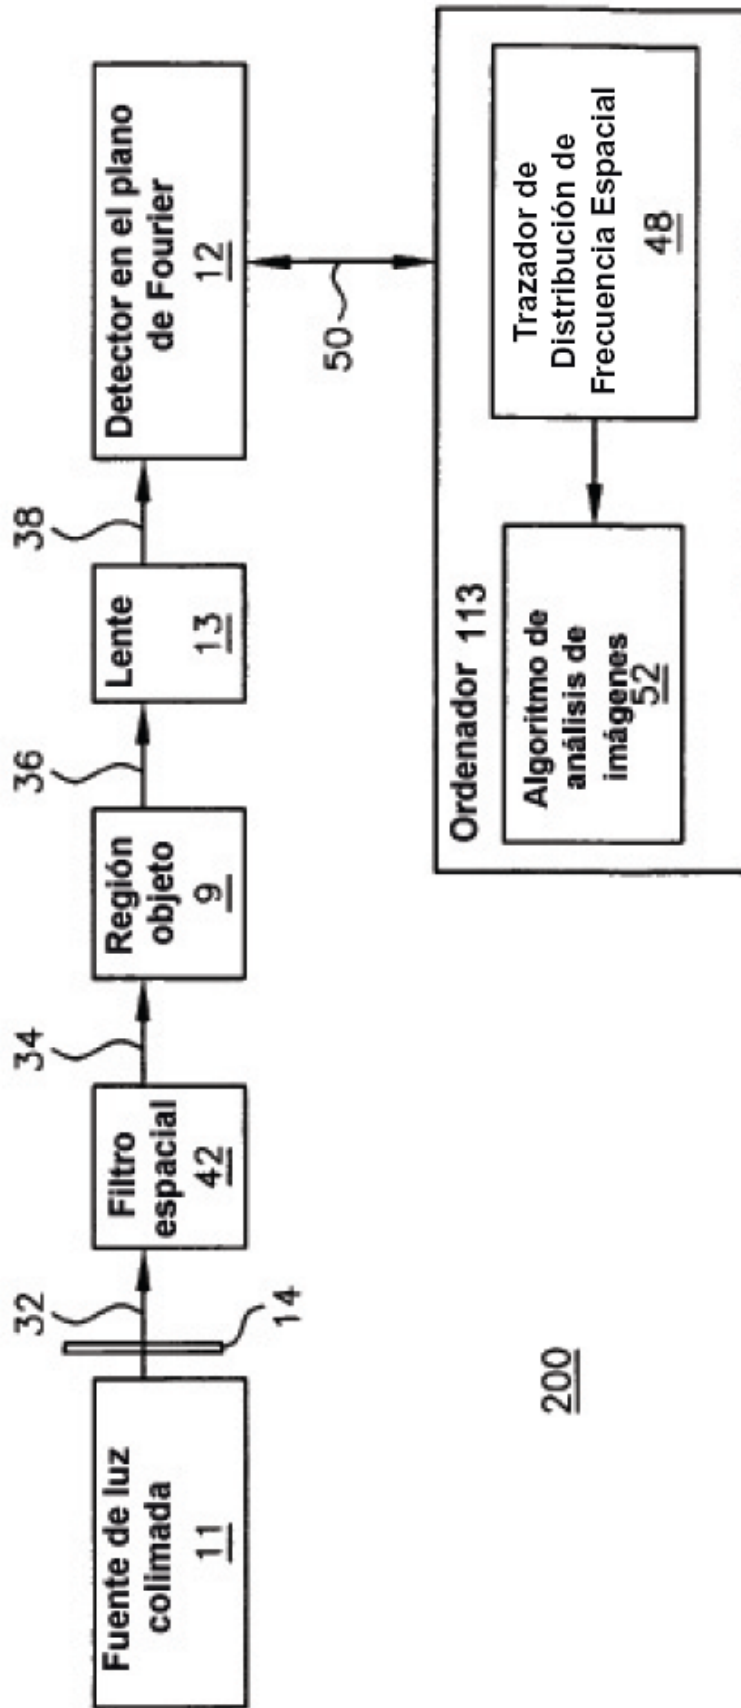 32
34
36
38
Fuente de luz
colimada
11
14
Filtro
espacial
42
Región
objeto
9
Lente
13
Detector en el plano
de Fourier
12
50
Ordenador 113
Algoritmo de
análisis de
imágenes
52
Trazador de
Distribución de
Frecuencia Espacial
48
200